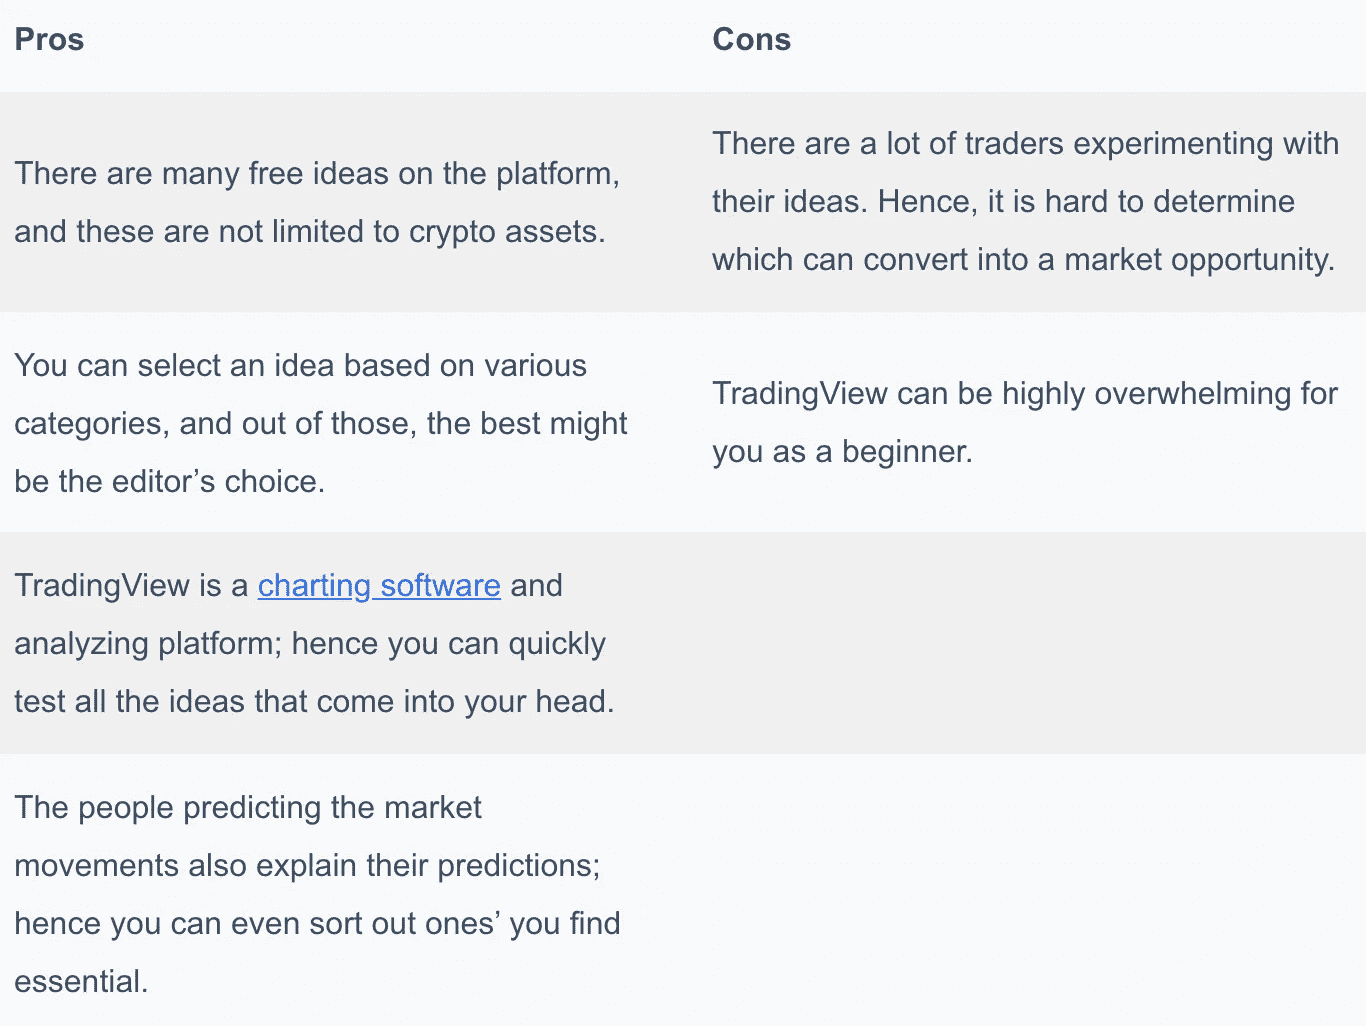 Pros
Cons
There are many free ideas on the platform,
and these are not limited to crypto assets.
There are a lot of traders experimenting with
their ideas. Hence, it is hard to determine
which can convert into a market opportunity.
You can select an idea based on various
categories, and out of those, the best might
be the editor’s choice.
TradingView can be highly overwhelming for
you as a beginner.
TradingView is a charting software and
analyzing platform; hence you can quickly
test all the ideas that come into your head.
The people predicting the market
movements also explain their predictions;
hence you can even sort out ones’ you find
essential.